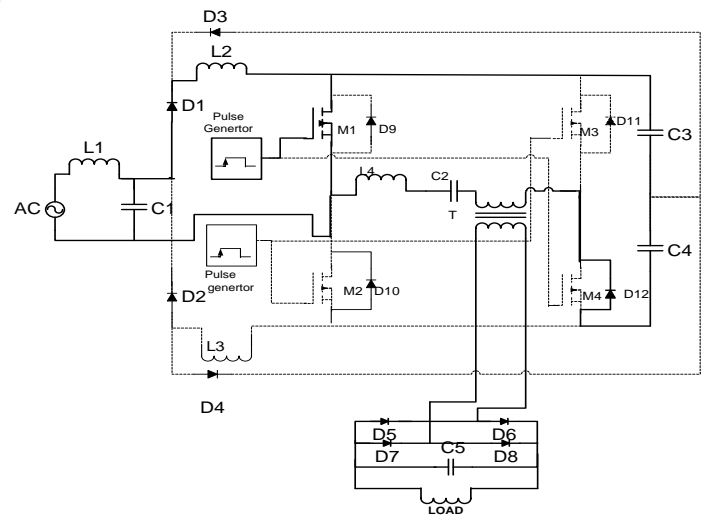 D3
L2
D1
Pulse
Genertor
M1
D9
M3
D11
C3
L1
AC
C1
L4
C2
T
Pulse
genertor
M2
D10
M4
D12
C4
D2
L3
D4
D5
D6
D7
C5
D8
LOAD